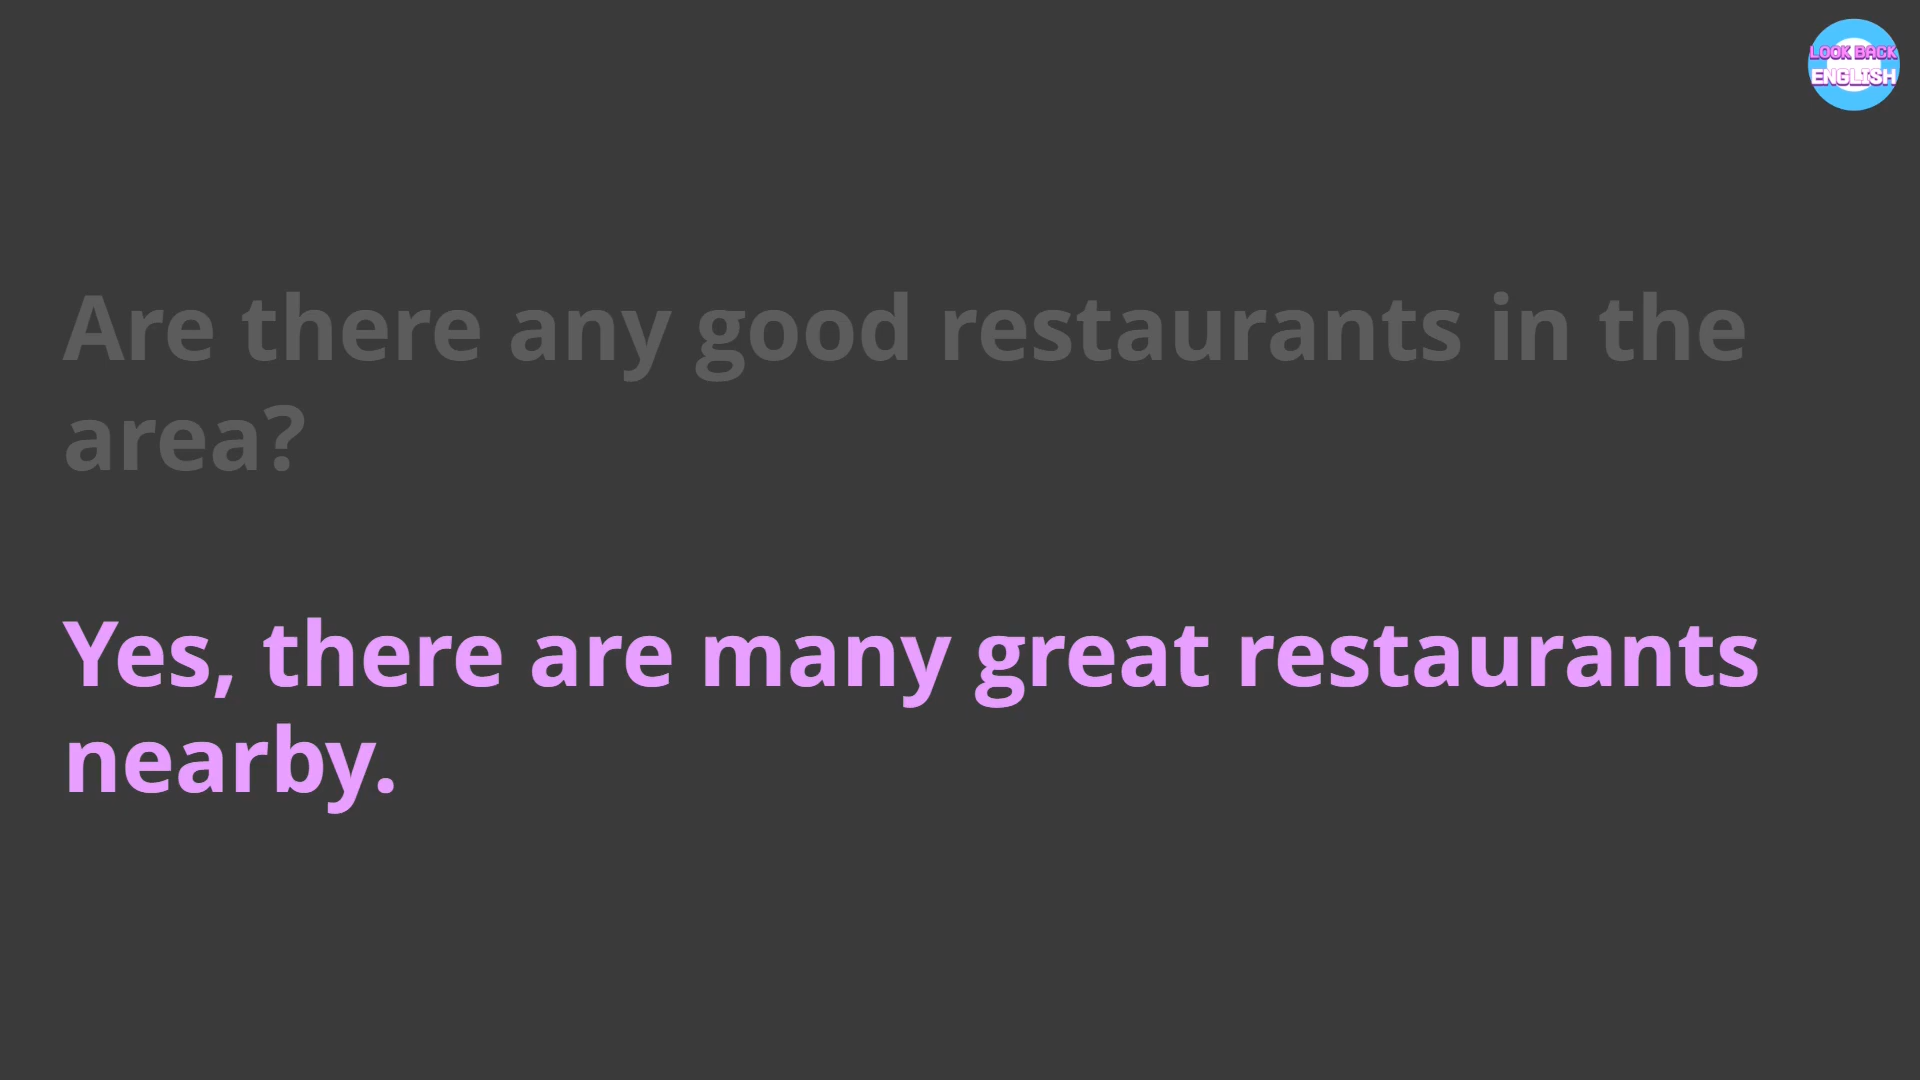 LOOK BACK
ENGLISH
Are there any good restaurants in the
area?
Yes, there are many great restaurants
nearby.